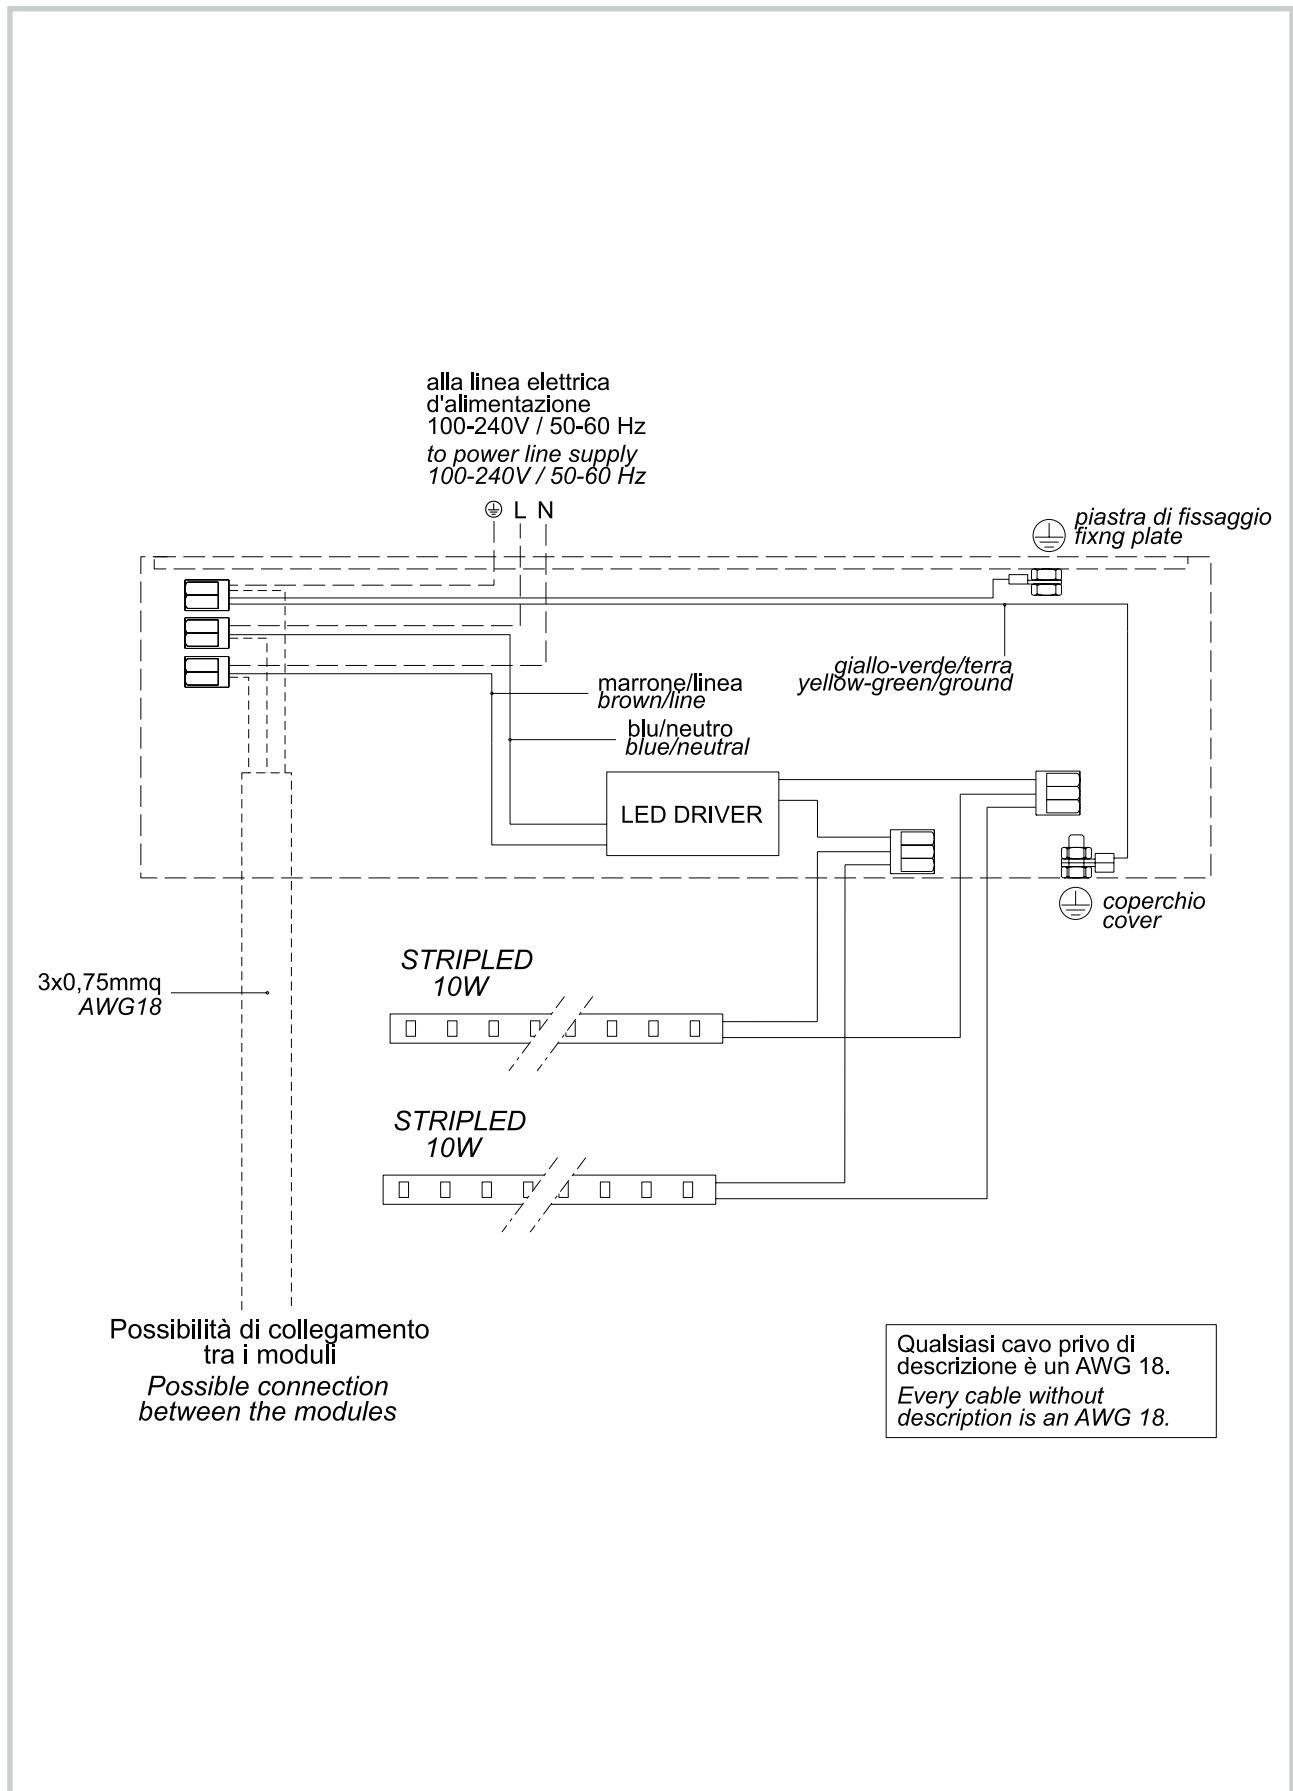 alla linea elettrica
d'alimentazione
100-240V / 50-60 Hz
to power line supply
100-240V / 50-60 Hz
L N
piastra di fissaggio
fixng plate
giallo-verde/terra
yellow-green/ground
marrone/linea
brown/line
blu/neutro
blue/neutral
LED DRIVER
coperchio
cover
STRIPLED
10W
3x0,75mmq
AWG18
STRIPLED
10W
Possibilità di collegamento
tra i moduli
Possible connection
between the modules
Qualsiasi cavo privo di
descrizione è un AWG 18.
Every cable without
description is an AWG 18.